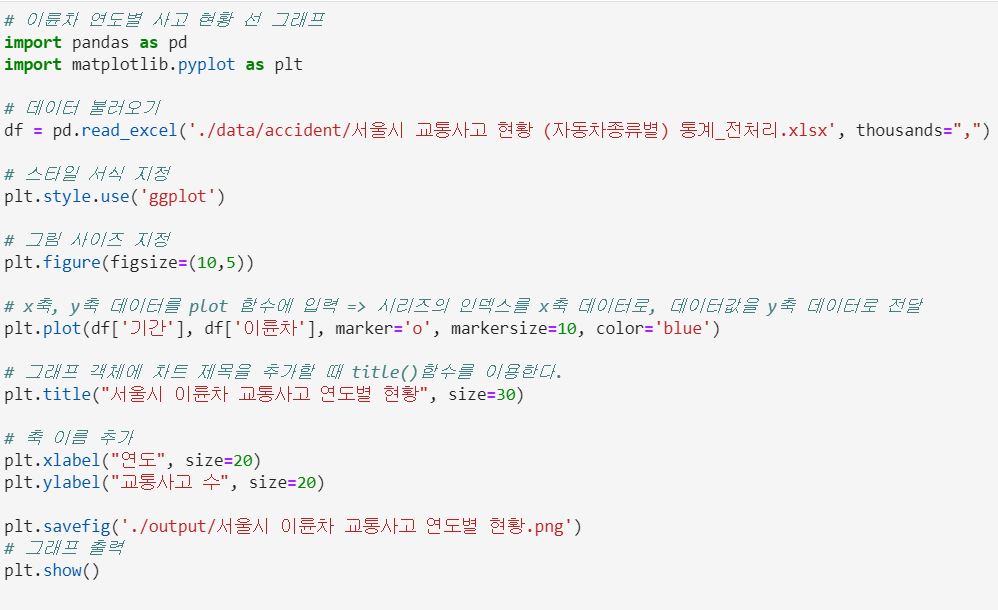 # 이륜차 연도별 사고 현황 선 그래프
import pandas as pd
import matplotlib.pyplot as plt
# 데이터 불러오기
df = pd.read_excel('./data/accident/서울시 교통사고 현황 (자동차종류별) 통계_전처리.xlsx', thousands=",")
# 스타일 서식 지정
plt.style.use('ggplot')
# 그림 사이즈 지정
plt.figure(figsize=(10,5))
# x축, y축 데이터를 plot 함수에 입력 => 시리즈의 인덱스를 x축 데이터로, 데이터값을 y축 데이터로 전달
plt.plot(df['기간'], df['이륜차'], marker='o', markersize=10, color='blue')
# 그래프 객체에 차트 제목을 추가할 때 title()함수를 이용한다.
plt.title("서울시 이륜차 교통사고 연도별 현황", size=30)
# 축 이름 추가
plt.xlabel("연도", size=20)
plt.ylabel("교통사고 수", size=20)
plt.savefig('./output/서울시 이륜차 교통사고 연도별 현황.png')
# 그래프 출력
plt.show()